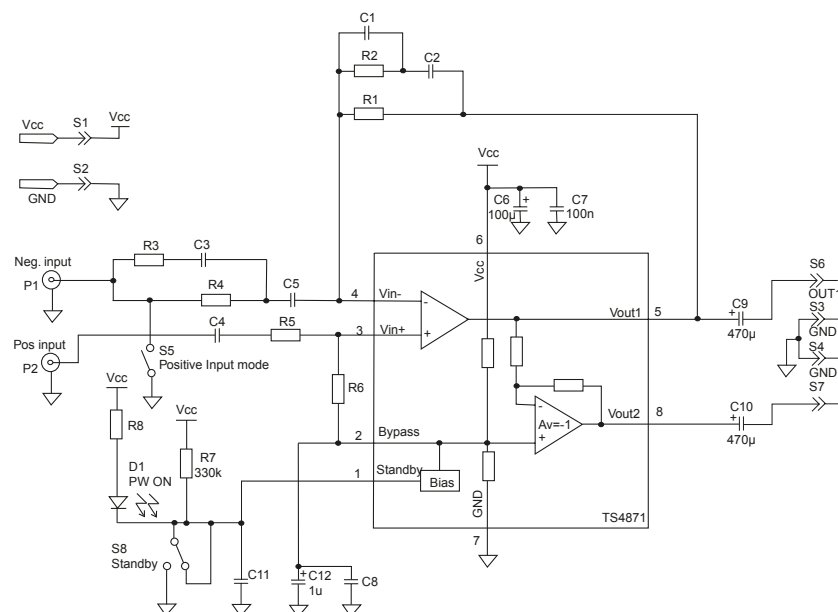 C1
R2
C2
R1
Vcc
S1
Vcc
S2
GND
Vcc
C6
+
100µ
C7
100n
6
Vcc
Neg. input
P1
R3
C3
R4
C5
4
Vin-
-
Vout1
5
S6
OUT1
C9
+
470µ
S3
GND
S4
GND
S7
Pos input
P2
C4
R5
3
Vin+
+
S5
Positive Input mode
R6
Vcc
R8
Vcc
R7
330k
D1
PW ON
2
Bypass
-
Av=-1
+
Vout2
8
C10
+
470µ
1
Standby
Bias
GND
TS4871
7
S8
Standby
C11
+
C12
1u
C8